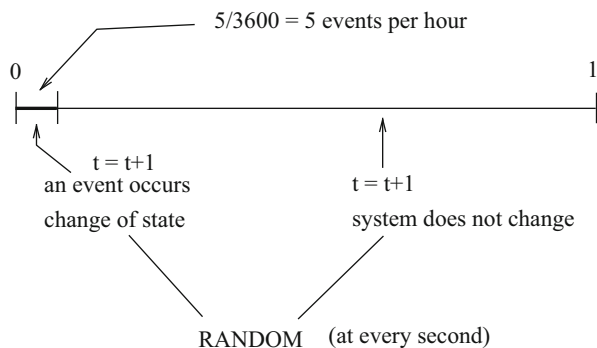 5/3600 = 5 events per hour
0
1
t = t+1
an event occurs
change of state
t = t+1
system does not change
RANDOM (at every second)